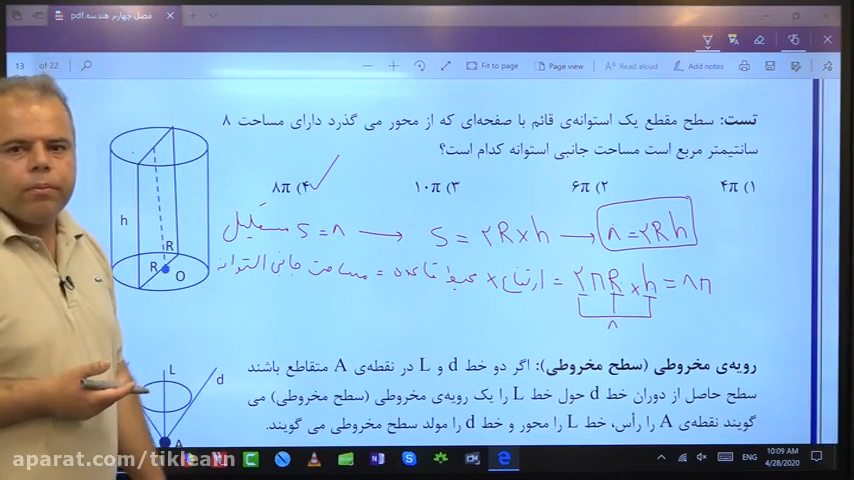 فصل چهارم هندسه.pdf
13 of 22
Fit to page
Page view
Read aloud
Add notes
تست: سطح مقطع یک استوانه‌ی قائم با صفحه‌ای که از محور می گذرد دارای مساحت ۸
سانتیمتر مربع است مساحت جانبی استوانه کدام است؟
۱) ۴π ۲) ۶π ۳) ۱۰π ۴) ۸π
S = ۸ → S = ۲R×h → ۸ = ۲Rh
مساحت جانبی استوانه = محیط قاعده × ارتفاع = ۲πR × h = ۸π
۸
h
R
R
O
رویه‌ی مخروطی (سطح مخروطی): اگر دو خط d و L در نقطه‌ی A متقاطع باشند
سطح حاصل از دوران خط d حول خط L را یک رویه‌ی مخروطی (سطح مخروطی) می
گویند نقطه‌ی A را رأس، خط L را محور و خط d را مولد سطح مخروطی می گویند.
L
d
A
aparat.com/tiklearn
ENG
10:09 AM
4/28/2020